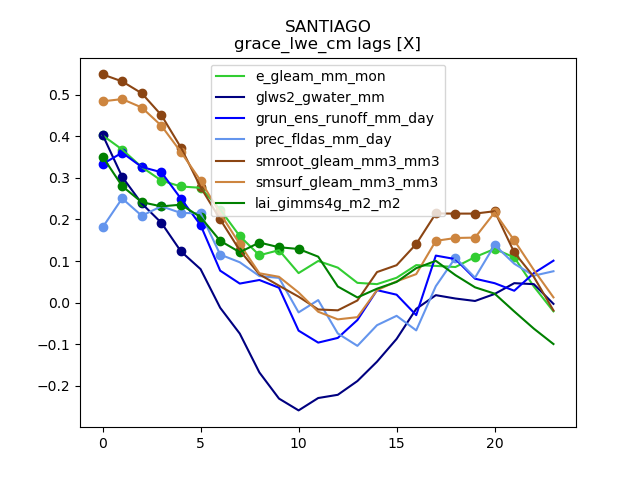 SANTIAGO
grace_lwe_cm lags [X]
e_gleam_mm_mon
glws2_gwater_mm
grun_ens_runoff_mm_day
prec_fldas_mm_day
smroot_gleam_mm3_mm3
smsurf_gleam_mm3_mm3
lai_gimms4g_m2_m2
0.5
0.4
0.3
0.2
0.1
0.0
−0.1
−0.2
0 5 10 15 20